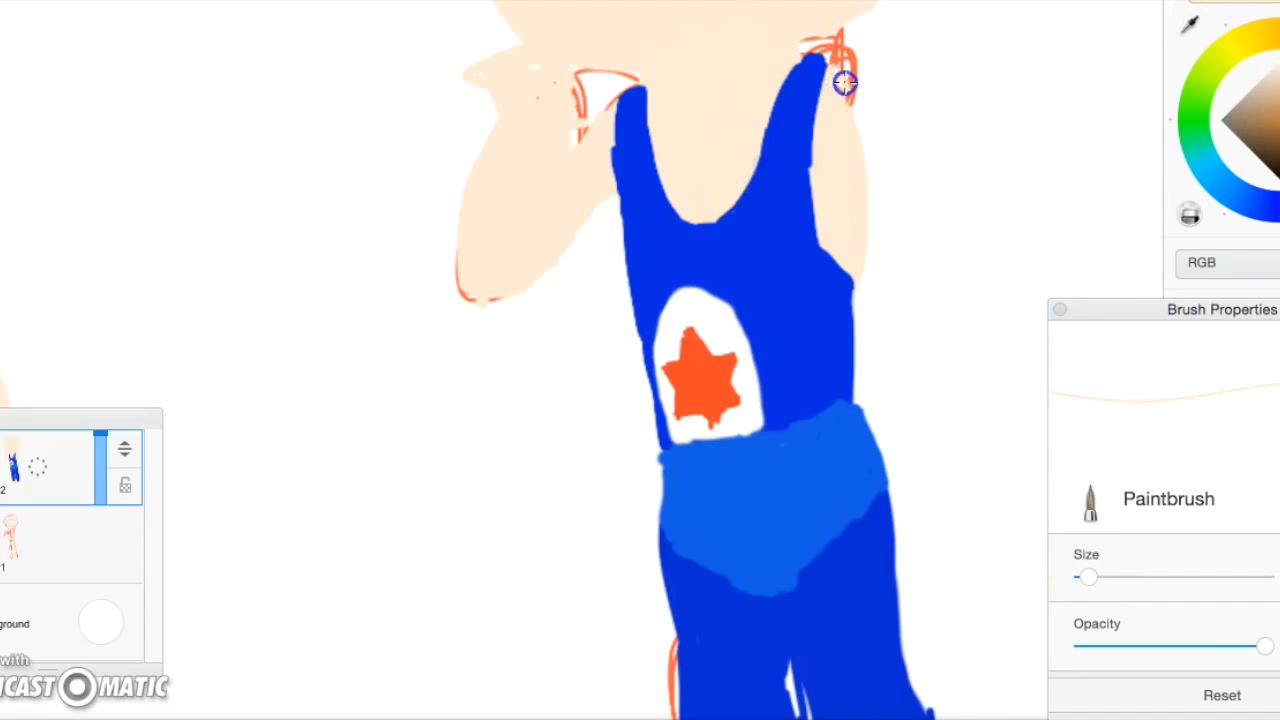 RGB
Brush Properties
Paintbrush
Size
Opacity
Reset
2
1
ground
with
CAST MATIC